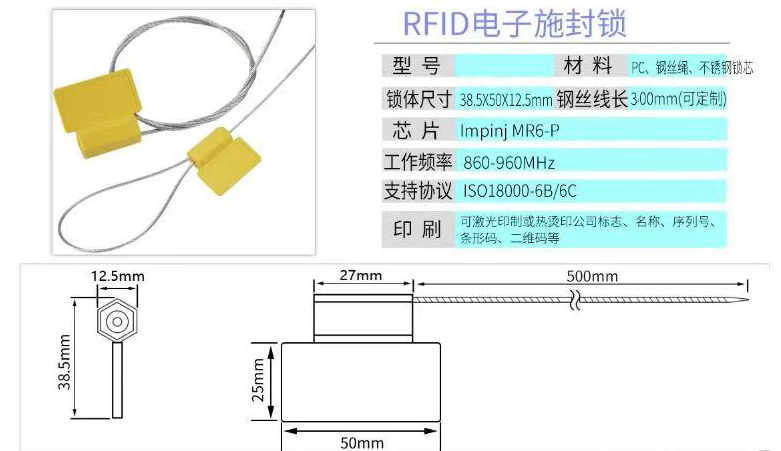 RFID电子施封锁
型 号 材 料 PC、钢丝绳、不锈钢锁芯
锁体尺寸 38.5X50X12.5mm 钢丝线长 300mm(可定制)
芯 片 Impinj MR6-P
工作频率 860-960MHz
支持协议 ISO18000-6B/6C
印 刷 可激光印制或热烫印公司标志、名称、序列号、
条形码、二维码等
12.5mm 27mm 500mm
38.5mm
25mm
50mm